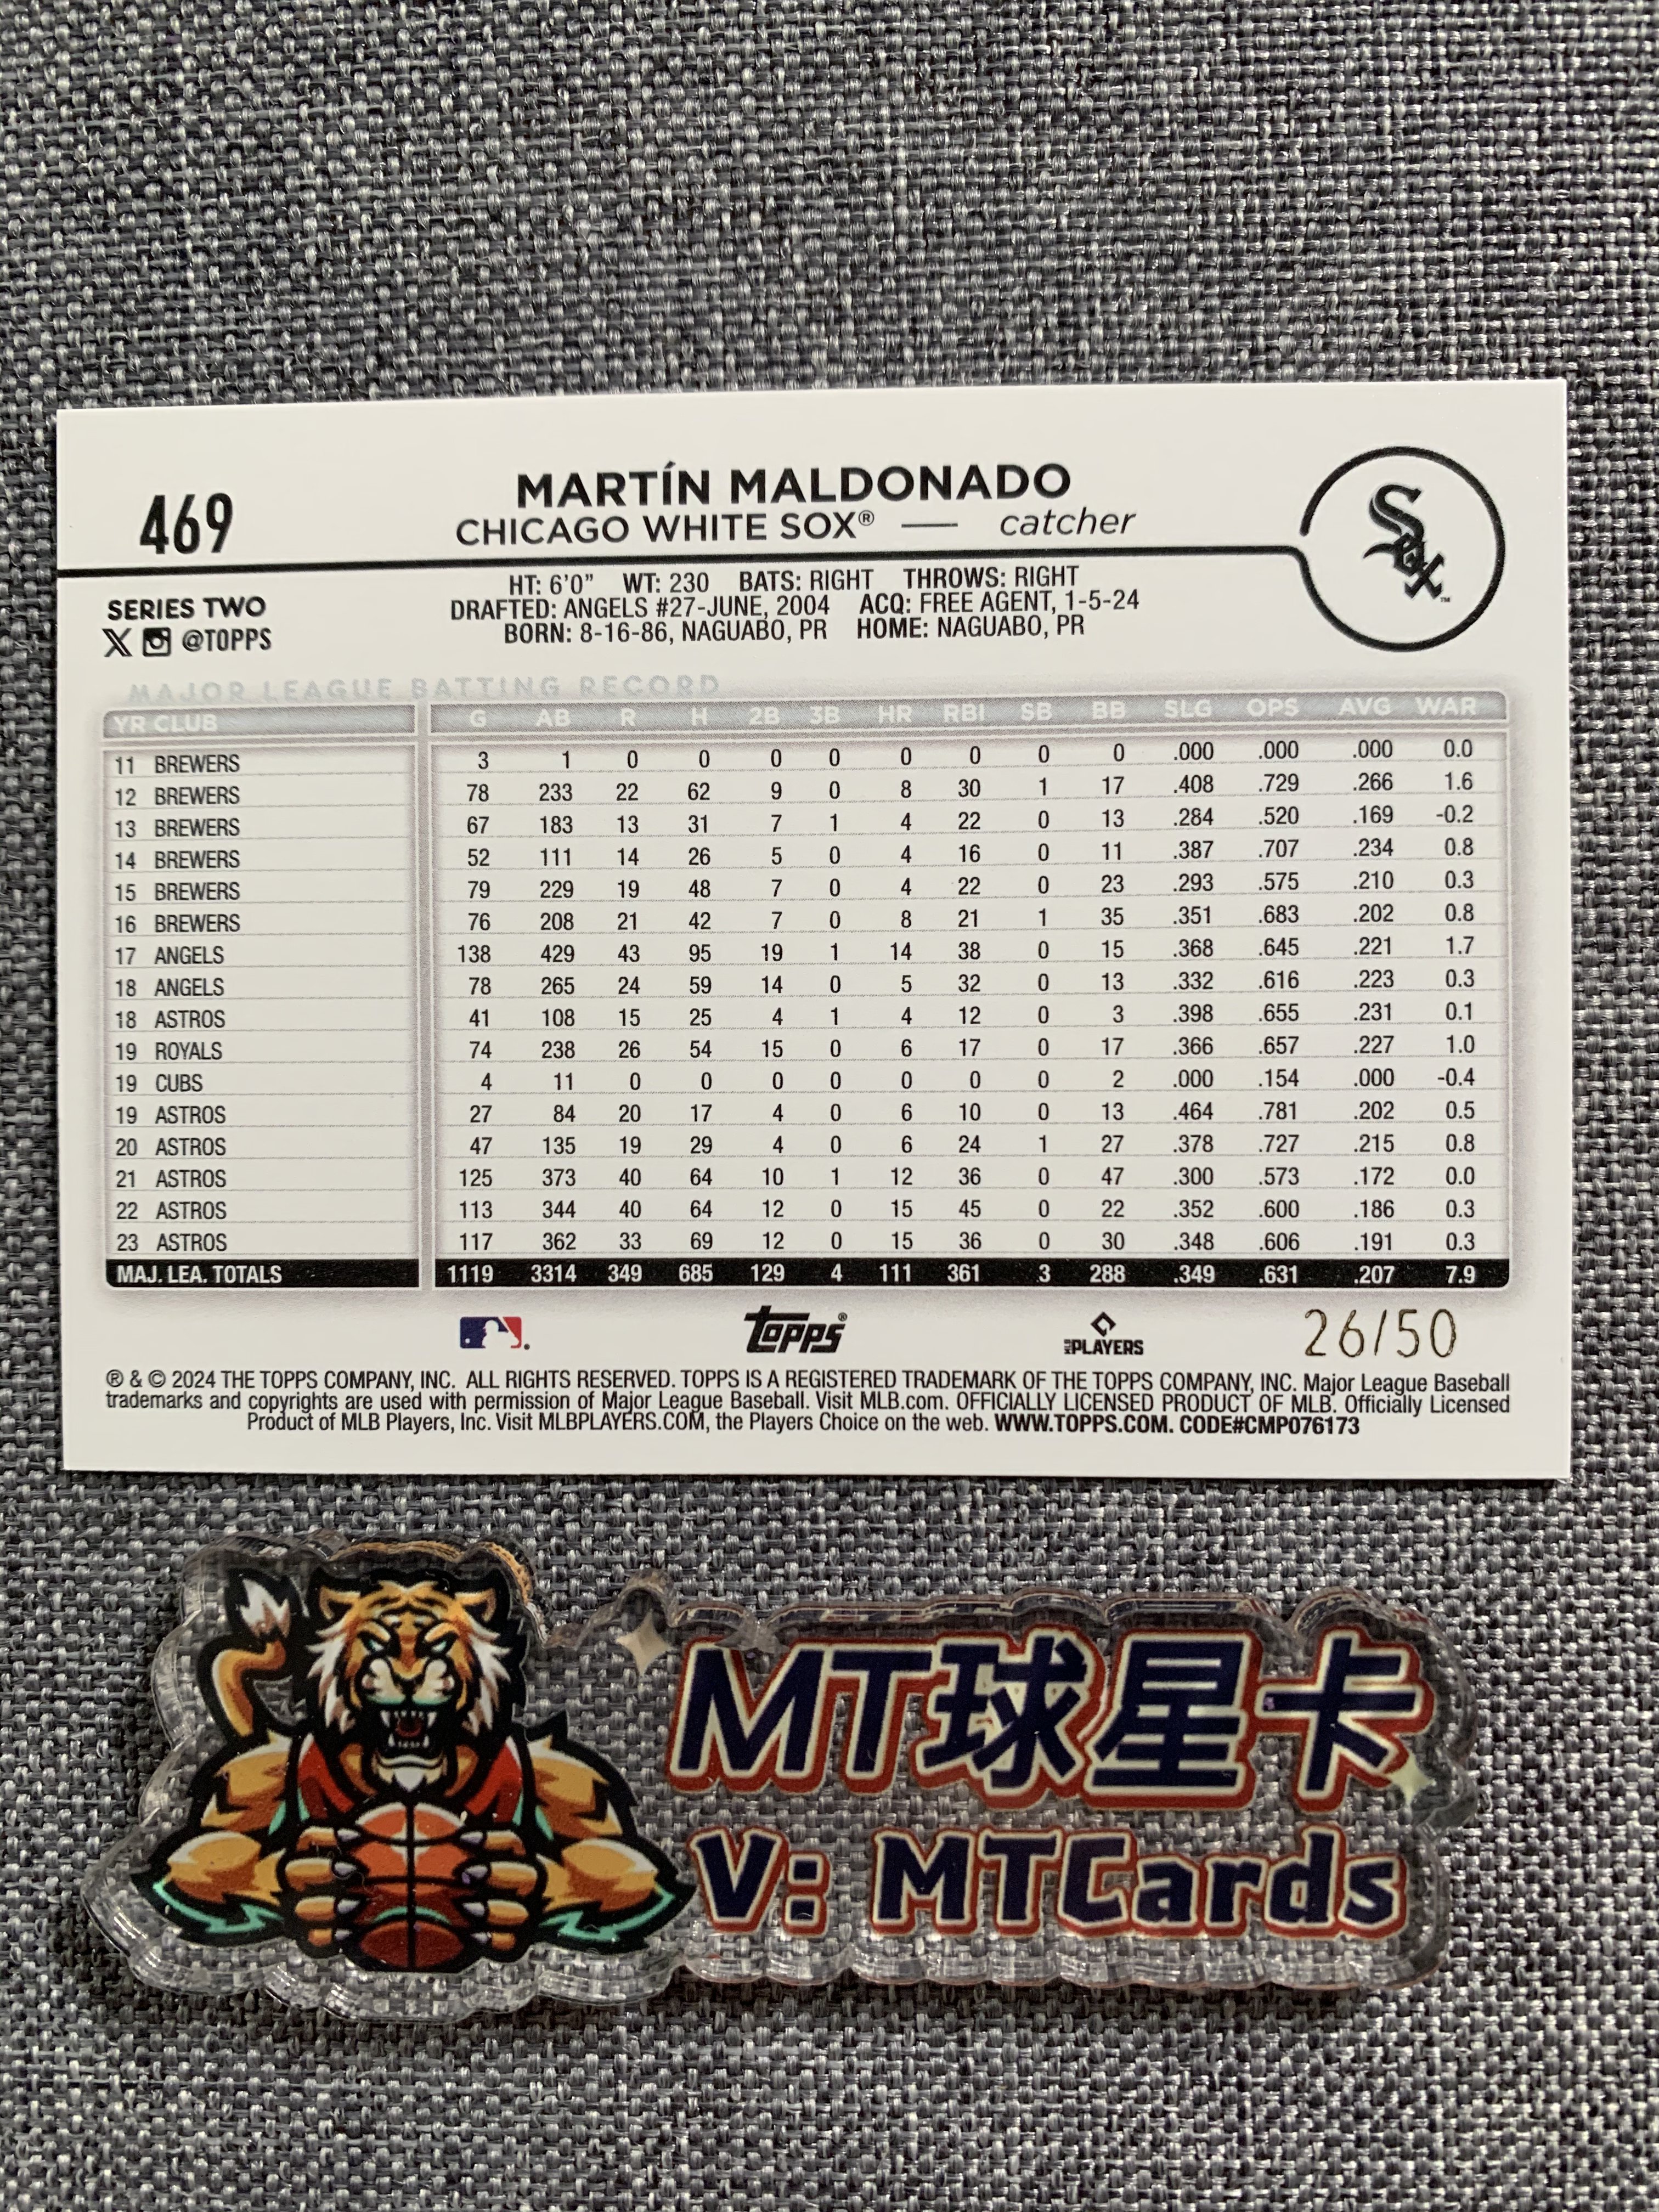 469
MARTÍN MALDONADO
CHICAGO WHITE SOX® — catcher
Sox™
SERIES TWO
X @TOPPS
HT: 6'0” WT: 230 BATS: RIGHT THROWS: RIGHT
DRAFTED: ANGELS #27-JUNE, 2004 ACQ: FREE AGENT, 1-5-24
BORN: 8-16-86, NAGUABO, PR HOME: NAGUABO, PR
MAJOR LEAGUE BATTING RECORD
YR CLUB G AB R H 2B 3B HR RBI SB BB SLG OPS AVG WAR
11 BREWERS 3 1 0 0 0 0 0 0 0 0 .000 .000 .000 0.0
12 BREWERS 78 233 22 62 9 0 8 30 1 17 .408 .729 .266 1.6
13 BREWERS 67 183 13 31 7 1 4 22 0 13 .284 .520 .169 -0.2
14 BREWERS 52 111 14 26 5 0 4 16 0 11 .387 .707 .234 0.8
15 BREWERS 79 229 19 48 7 0 4 22 0 23 .293 .575 .210 0.3
16 BREWERS 76 208 21 42 7 0 8 21 1 35 .351 .683 .202 0.8
17 ANGELS 138 429 43 95 19 1 14 38 0 15 .368 .645 .221 1.7
18 ANGELS 78 265 24 59 14 0 5 32 0 13 .332 .616 .223 0.3
18 ASTROS 41 108 15 25 4 1 4 12 0 3 .398 .655 .231 0.1
19 ROYALS 74 238 26 54 15 0 6 17 0 17 .366 .657 .227 1.0
19 CUBS 4 11 0 0 0 0 0 0 0 2 .000 .154 .000 -0.4
19 ASTROS 27 84 20 17 4 0 6 10 0 13 .464 .781 .202 0.5
20 ASTROS 47 135 19 29 4 0 6 24 1 27 .378 .727 .215 0.8
21 ASTROS 125 373 40 64 10 1 12 36 0 47 .300 .573 .172 0.0
22 ASTROS 113 344 40 64 12 0 15 45 0 22 .352 .600 .186 0.3
23 ASTROS 117 362 33 69 12 0 15 36 0 30 .348 .606 .191 0.3
MAJ. LEA. TOTALS 1119 3314 349 685 129 4 111 361 3 288 .349 .631 .207 7.9
topps® MLB PLAYERS 26/50
® & © 2024 THE TOPPS COMPANY, INC. ALL RIGHTS RESERVED. TOPPS IS A REGISTERED TRADEMARK OF THE TOPPS COMPANY, INC. Major League Baseball
trademarks and copyrights are used with permission of Major League Baseball. Visit MLB.com. OFFICIALLY LICENSED PRODUCT OF MLB. Officially Licensed
Product of MLB Players, Inc. Visit MLBPLAYERS.COM, the Players Choice on the web. WWW.TOPPS.COM. CODE#CMP076173
MT球星卡
V: MTCards